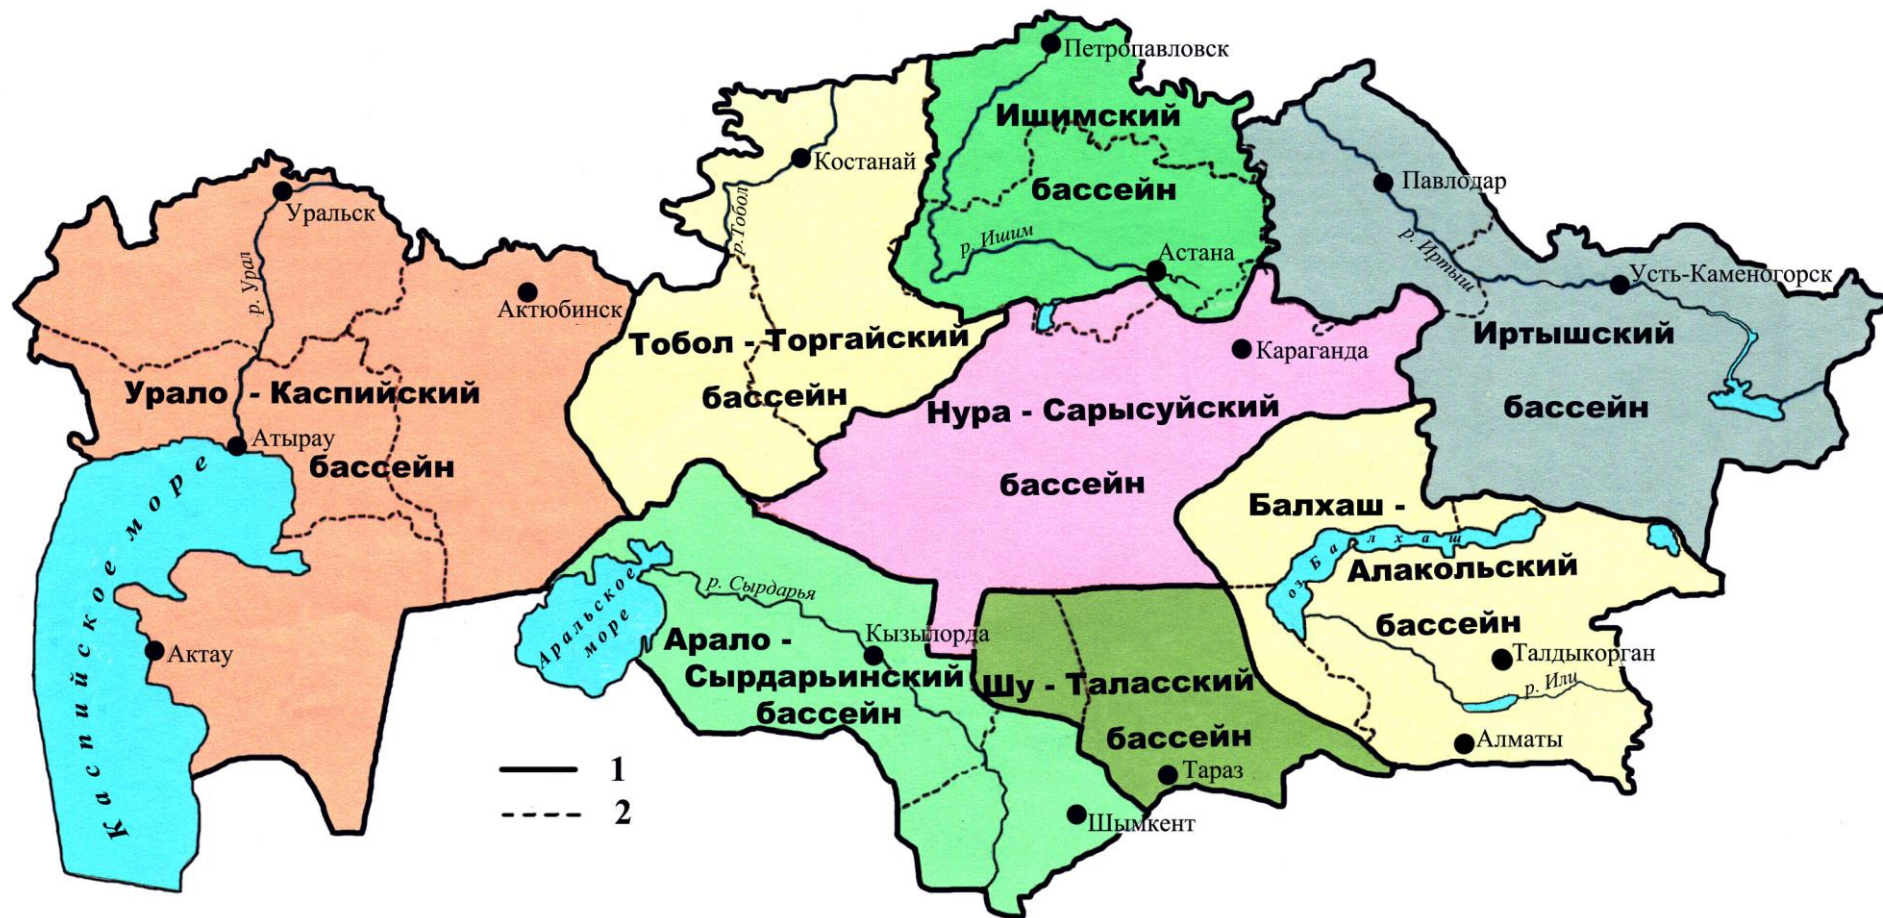 Петропавловск
Ишимский
бассейн
Костанай
р.Тобол
р. Ишим
Астана
Павлодар
р. Иртыш
Усть-Каменогорск
Иртышский
бассейн
Уральск
р. Урал
Актюбинск
Урало - Каспийский
бассейн
Атырау
Каспийское море
Актау
Тобол - Торгайский
бассейн
Караганда
Нура - Сарысуйский
бассейн
Балхаш -
Алакольский
бассейн
оз. Балхаш
Талдыкорган
р. Или
Алматы
Аральское
море
р. Сырдарья
Кызылорда
Арало -
Сырдарьинский
бассейн
Шу - Таласский
бассейн
Тараз
Шымкент
1
2